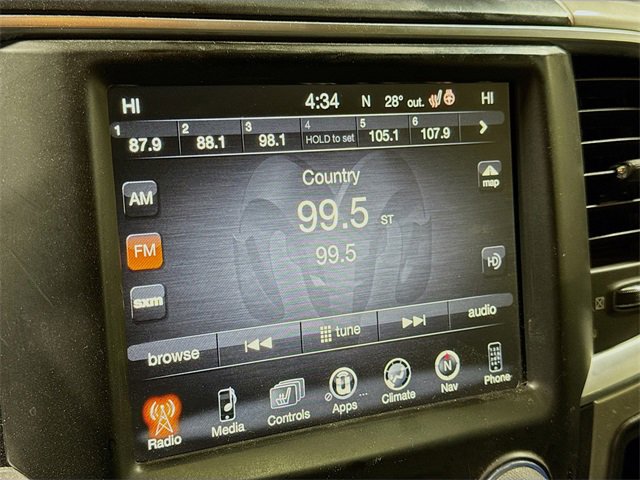 HI 4:34 N 28° out. HI
1 2 3 4 5 6
87.9 88.1 98.1 HOLD to set 105.1 107.9
Country
map
AM
99.5 ST
FM
99.5
HD
sxm
browse tune audio
Radio Media Controls Apps ... Climate Nav Phone
N